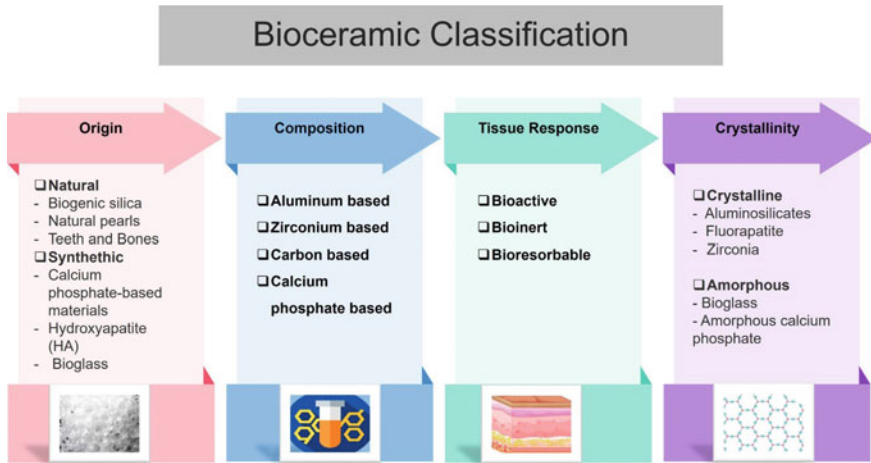 Bioceramic Classification
Origin
❑Natural
- Biogenic silica
- Natural pearls
- Teeth and Bones
❑Synthethic
- Calcium
phosphate-based
materials
- Hydroxyapatite
(HA)
- Bioglass
Composition
❑Aluminum based
❑Zirconium based
❑Carbon based
❑Calcium
phosphate based
Tissue Response
❑Bioactive
❑Bioinert
❑Bioresorbable
Crystallinity
❑Crystalline
- Aluminosilicates
- Fluorapatite
- Zirconia
❑Amorphous
- Bioglass
- Amorphous calcium
phosphate